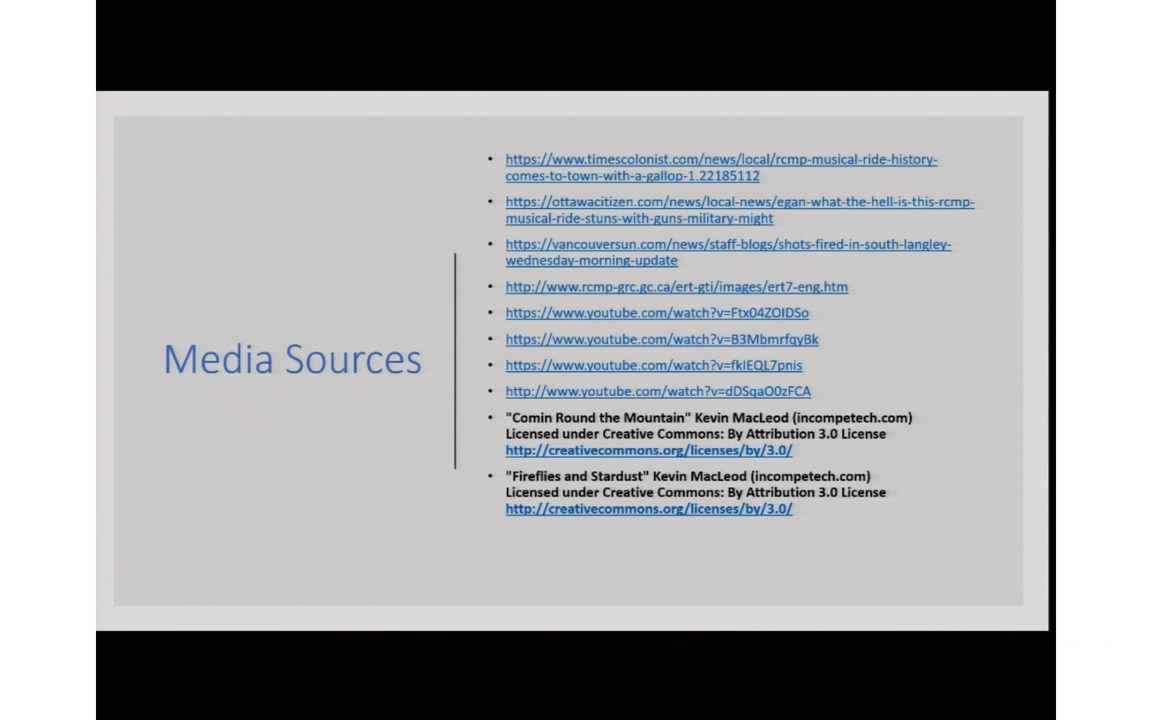 Media Sources
• https://www.timescolonist.com/news/local/rcmp-musical-ride-history-
comes-to-town-with-a-gallop-1.22185112
• https://ottawacitizen.com/news/local-news/egan-what-the-hell-is-this-rcmp-
musical-ride-stuns-with-guns-military-might
• https://vancouversun.com/news/staff-blogs/shots-fired-in-south-langley-
wednesday-morning-update
• http://www.rcmp-grc.gc.ca/ert-gti/images/ert7-eng.htm
• https://www.youtube.com/watch?v=Ftx04ZOIDSo
• https://www.youtube.com/watch?v=B3MbmrfqyBk
• https://www.youtube.com/watch?v=fkIEQL7pnis
• http://www.youtube.com/watch?v=dDSqaO0zFCA
• "Comin Round the Mountain" Kevin MacLeod (incompetech.com)
Licensed under Creative Commons: By Attribution 3.0 License
http://creativecommons.org/licenses/by/3.0/
• "Fireflies and Stardust" Kevin MacLeod (incompetech.com)
Licensed under Creative Commons: By Attribution 3.0 License
http://creativecommons.org/licenses/by/3.0/